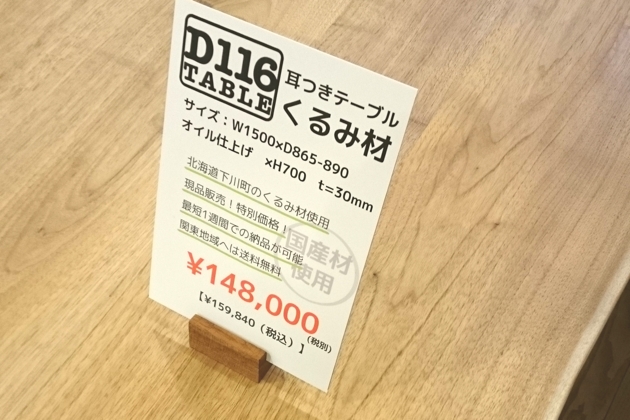 D116
TABLE
耳つきテーブル
くるみ材
サイズ：W1500×D865-890
×H700 t=30mm
オイル仕上げ
北海道下川町のくるみ材使用
現品販売！特別価格！
最短1週間での納品が可能
関東地域へは送料無料
国産材
使用
¥148,000
(税別)
【¥159,840（税込）】